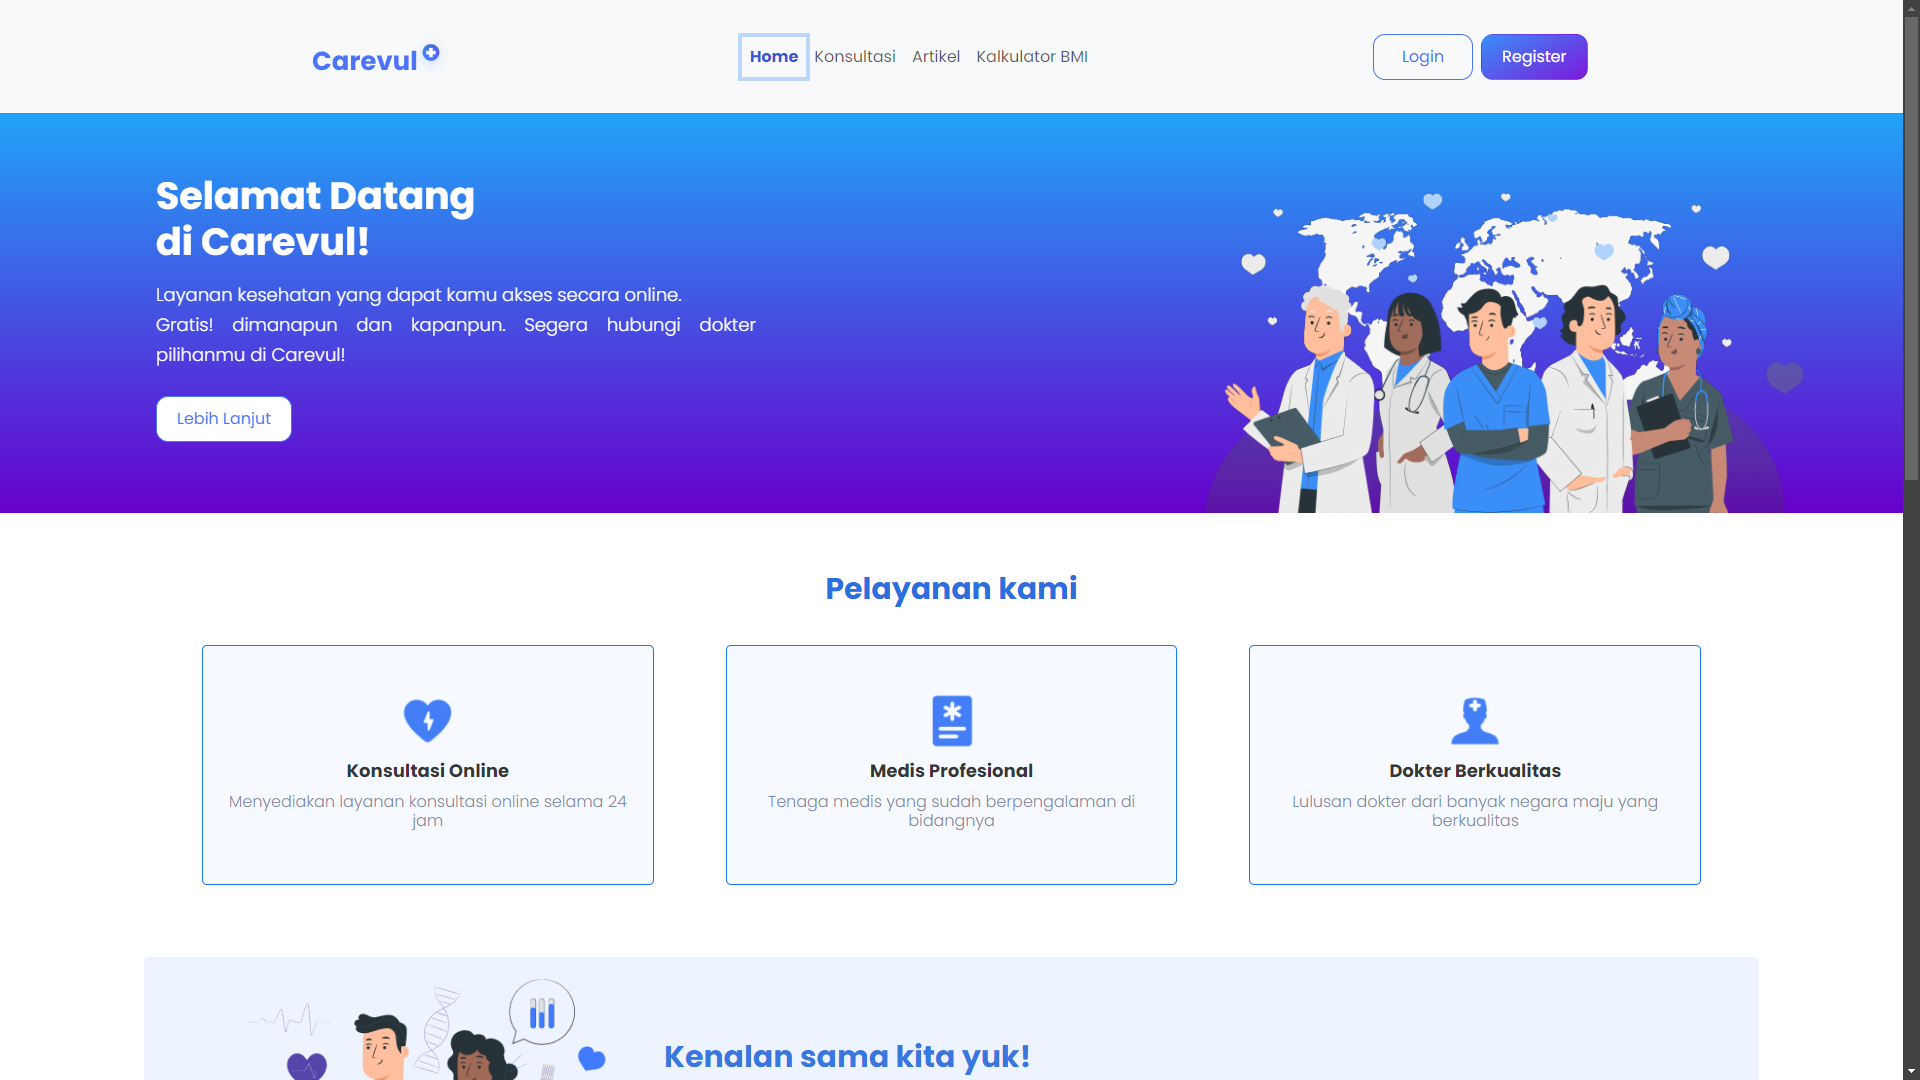 Carevul
Home Konsultasi Artikel Kalkulator BMI
Login Register
Selamat Datang
di Carevul!
Layanan kesehatan yang dapat kamu akses secara online.
Gratis! dimanapun dan kapanpun. Segera hubungi dokter
pilihanmu di Carevul!
Lebih Lanjut
Pelayanan kami
Konsultasi Online
Menyediakan layanan konsultasi online selama 24
jam
Medis Profesional
Tenaga medis yang sudah berpengalaman di
bidangnya
Dokter Berkualitas
Lulusan dokter dari banyak negara maju yang
berkualitas
Kenalan sama kita yuk!